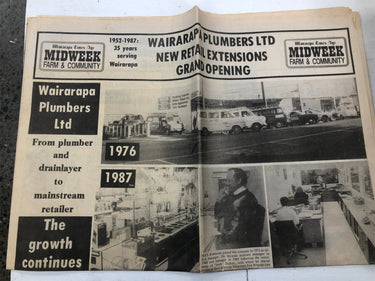 Wairarapa Times-Age
MIDWEEK
FARM & COMMUNITY
1952-1987:
35 years
serving
Wairarapa
WAIRARAPA PLUMBERS LTD
NEW RETAIL EXTENSIONS
GRAND OPENING
Wairarapa Times-Age
MIDWEEK
FARM & COMMUNITY
Wairarapa
Plumbers
Ltd
From plumber
and
drainlayer
to
mainstream
retailer
The
growth
continues
1976
1987